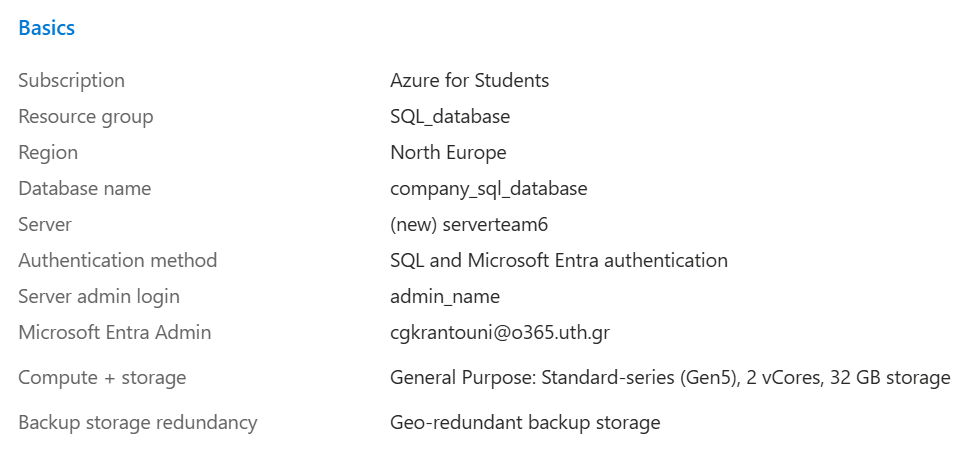 Basics
Subscription Azure for Students
Resource group SQL_database
Region North Europe
Database name company_sql_database
Server (new) serverteam6
Authentication method SQL and Microsoft Entra authentication
Server admin login admin_name
Microsoft Entra Admin cgkrantouni@o365.uth.gr
Compute + storage General Purpose: Standard-series (Gen5), 2 vCores, 32 GB storage
Backup storage redundancy Geo-redundant backup storage